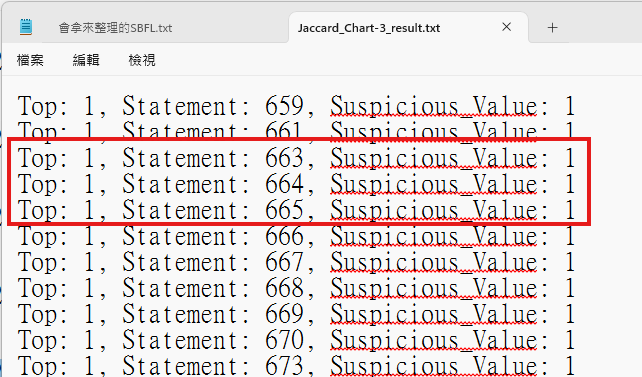 會拿來整理的SBFL.txt
Jaccard_Chart-3_result.txt
檔案 編輯 檢視
Top: 1, Statement: 659, Suspicious_Value: 1
Top: 1, Statement: 661, Suspicious_Value: 1
Top: 1, Statement: 663, Suspicious_Value: 1
Top: 1, Statement: 664, Suspicious_Value: 1
Top: 1, Statement: 665, Suspicious_Value: 1
Top: 1, Statement: 666, Suspicious_Value: 1
Top: 1, Statement: 667, Suspicious_Value: 1
Top: 1, Statement: 668, Suspicious_Value: 1
Top: 1, Statement: 669, Suspicious_Value: 1
Top: 1, Statement: 670, Suspicious_Value: 1
Top: 1, Statement: 673, Suspicious_Value: 1